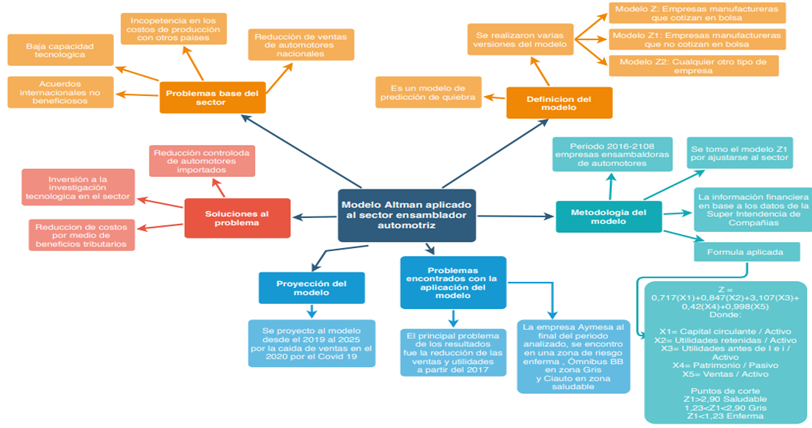 Incopetencia en los
costos de producción
con otros países
Reducción de ventas
de automotores
nacionales
Baja capacidad
tecnologica
Acuerdos
internacionales no
beneficiosos
Problemas base del
sector
Se realizaron varias
versiones del modelo
Modelo Z: Empresas manufactureras
que cotizan en bolsa
Modelo Z1: Empresas manufactureras
que no cotizan en bolsa
Modelo Z2: Cualquier otro tipo de
empresa
Es un modelo de
predicción de quiebra
Definicion del
modelo
Reducción controloda
de automotores
importados
Inversión a la
investigación
tecnologica en el sector
Reduccion de costos
por medio de
beneficios tributarios
Soluciones al
problema
Modelo Altman aplicado
al sector ensamblador
automotriz
Periodo 2016-2108
empresas ensambaldoras
de automotores
Se tomo el modelo Z1
por ajustarse al sector
Metodologia del
modelo
La información financiera
en base a los datos de la
Super Intendencia de
Compañias
Formula aplicada
Z =
0,717(X1)+0,847(X2)+3,107(X3)+
0,42(X4)+0,998(X5)
Donde:
X1= Capital circulante / Activo
X2= Utilidades retenidas / Activo
X3= Utilidades antes de I e i /
Activo
X4= Patrimonio / Pasivo
X5= Ventas / Activo
Puntos de corte
Z1>2,90 Saludable
1,23<Z1<2,90 Gris
Z1<1,23 Enferma
Proyección del
modelo
Se proyecto al modelo
desde el 2019 al 2025
por la caida de ventas en el
2020 por el Covid 19
Problemas
encontrados con la
aplicación del
modelo
El principal problema
de los resultados
fue la reducción de las
ventas y utilidades
a partir del 2017
La empresa Aymesa al
final del periodo
analizado, se encontro
en una zona de riesgo
enferma , Ómnibus BB
en zona Gris
y Ciauto en zona
saludable